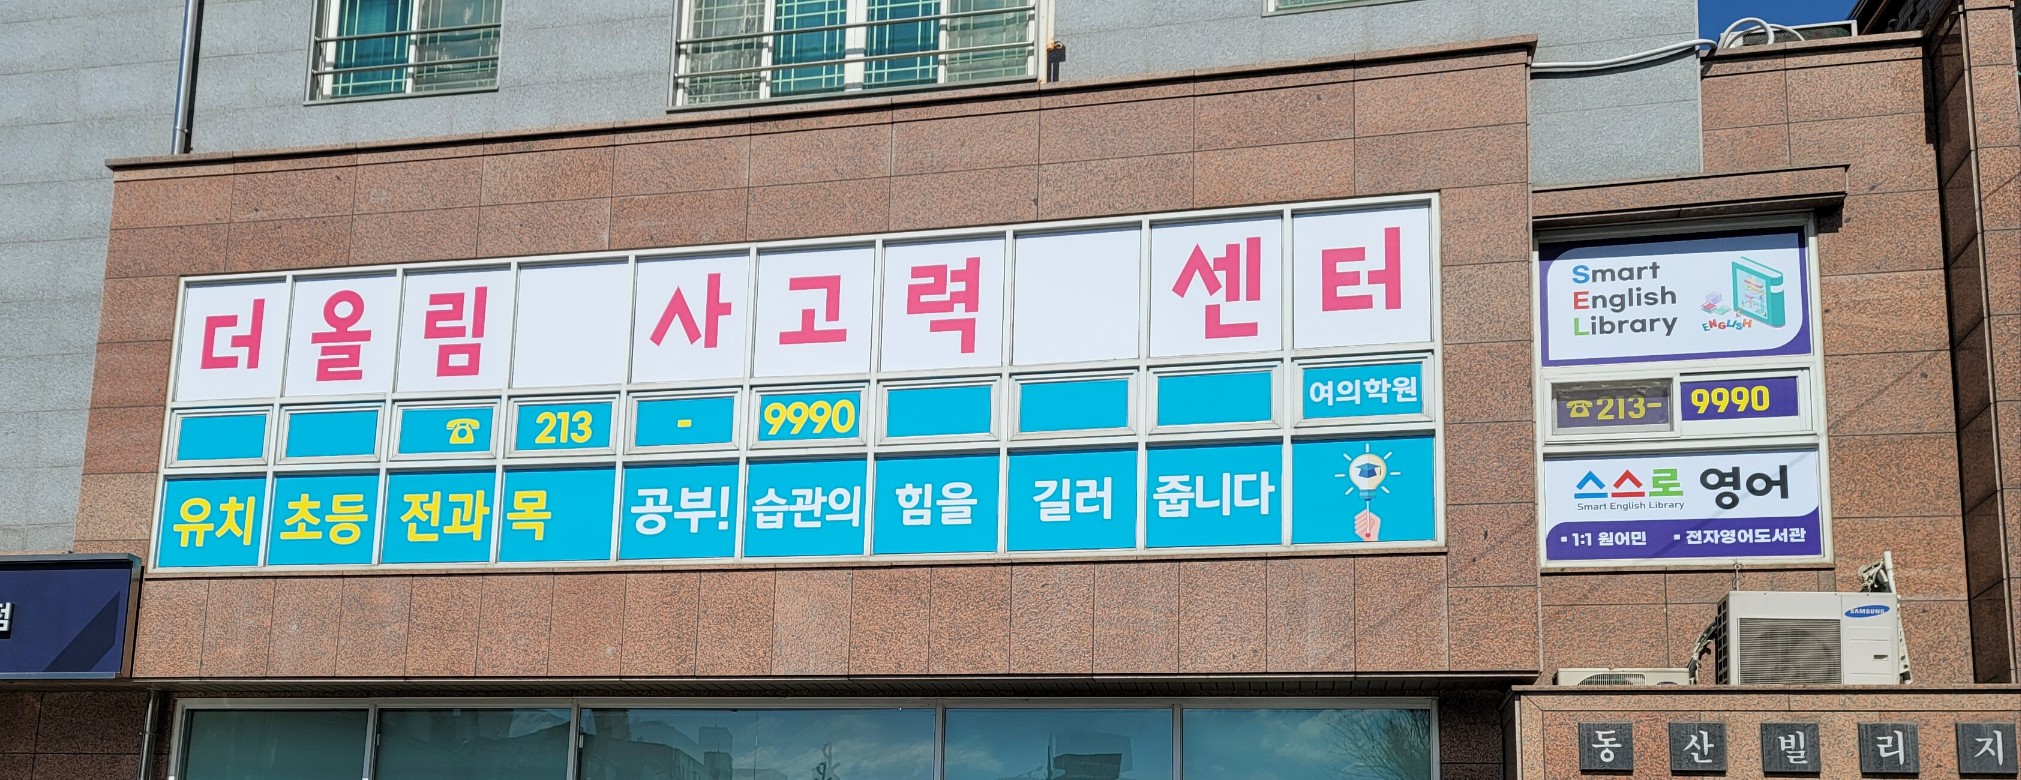 더올림 사고력 센터
☎ 213 - 9990
여의학원
유치 초등 전과목 공부! 습관의 힘을 길러 줍니다
Smart
English
Library
ENGLISH
☎213-9990
스스로 영어
Smart English Library
▪ 1:1 원어민 ▪ 전자영어도서관
SAMSUNG
점
동산빌리지